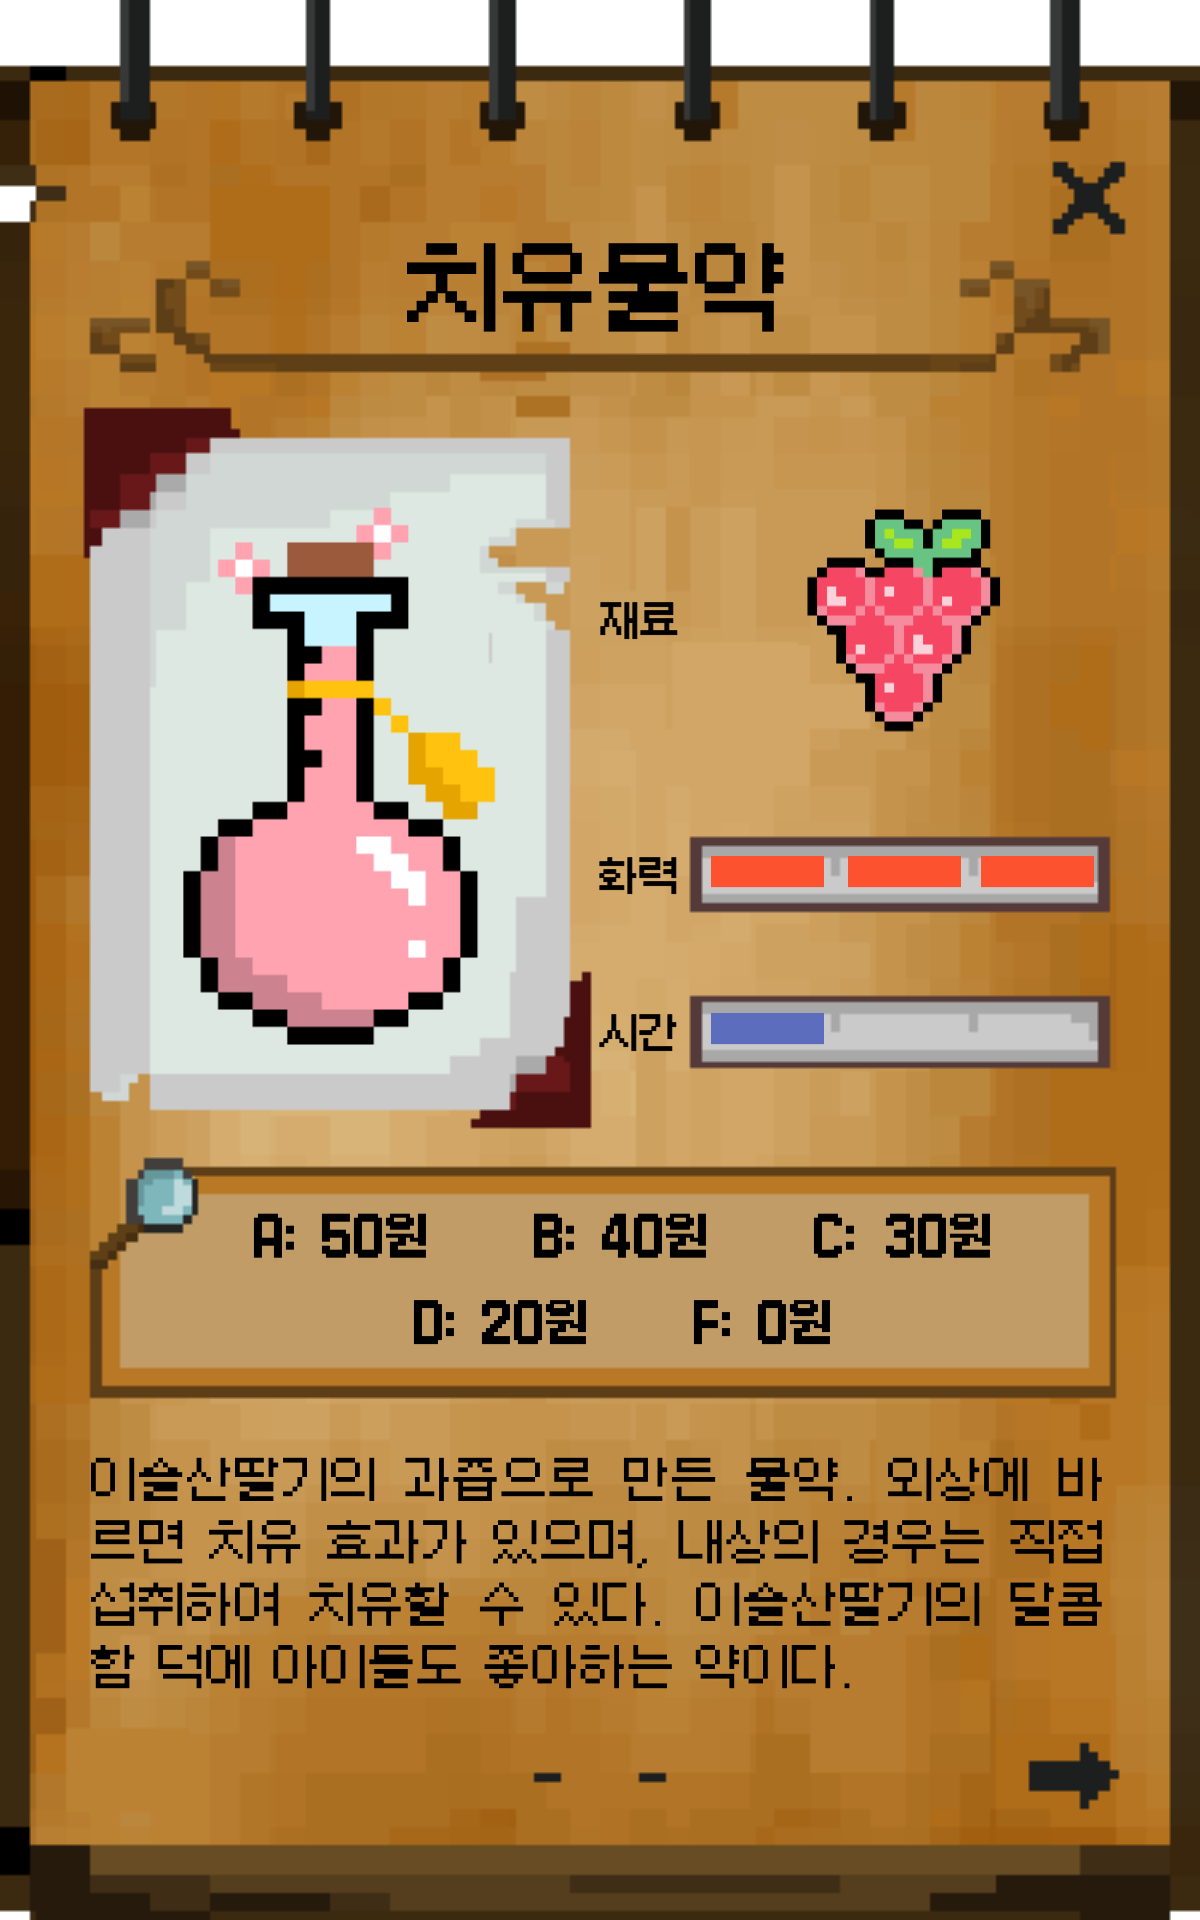 치유물약
재료
화력
시간
A: 50원 B: 40원 C: 30원
D: 20원 F: 0원
이슬산딸기의 과즙으로 만든 물약. 외상에 바
르면 치유 효과가 있으며, 내상의 경우는 직접
섭취하여 치유할 수 있다. 이슬산딸기의 달콤
함 덕에 아이들도 좋아하는 약이다.
- -